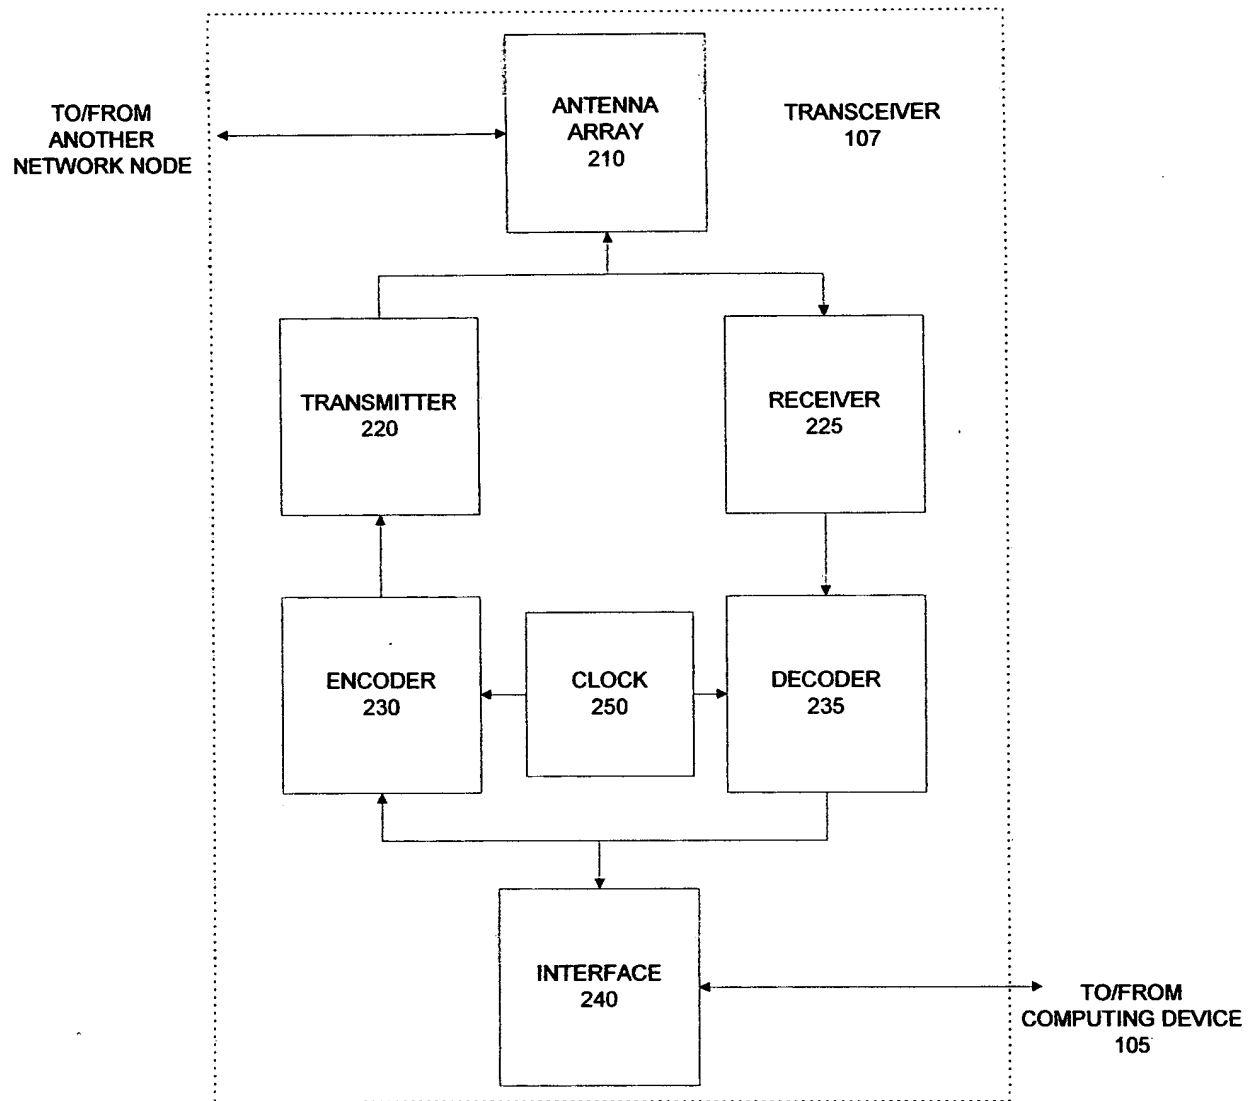 TO/FROM
ANOTHER
NETWORK NODE
ANTENNA
ARRAY
210
TRANSCEIVER
107
TRANSMITTER
220
RECEIVER
225
ENCODER
230
CLOCK
250
DECODER
235
INTERFACE
240
TO/FROM
COMPUTING DEVICE
105